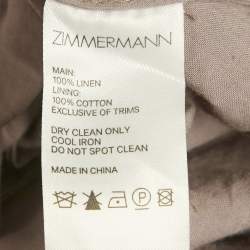 ZIMMERMANN
MAIN:
100% LINEN
LINING:
100% COTTON
EXCLUSIVE OF TRIMS
DRY CLEAN ONLY
COOL IRON
DO NOT SPOT CLEAN
MADE IN CHINA
P